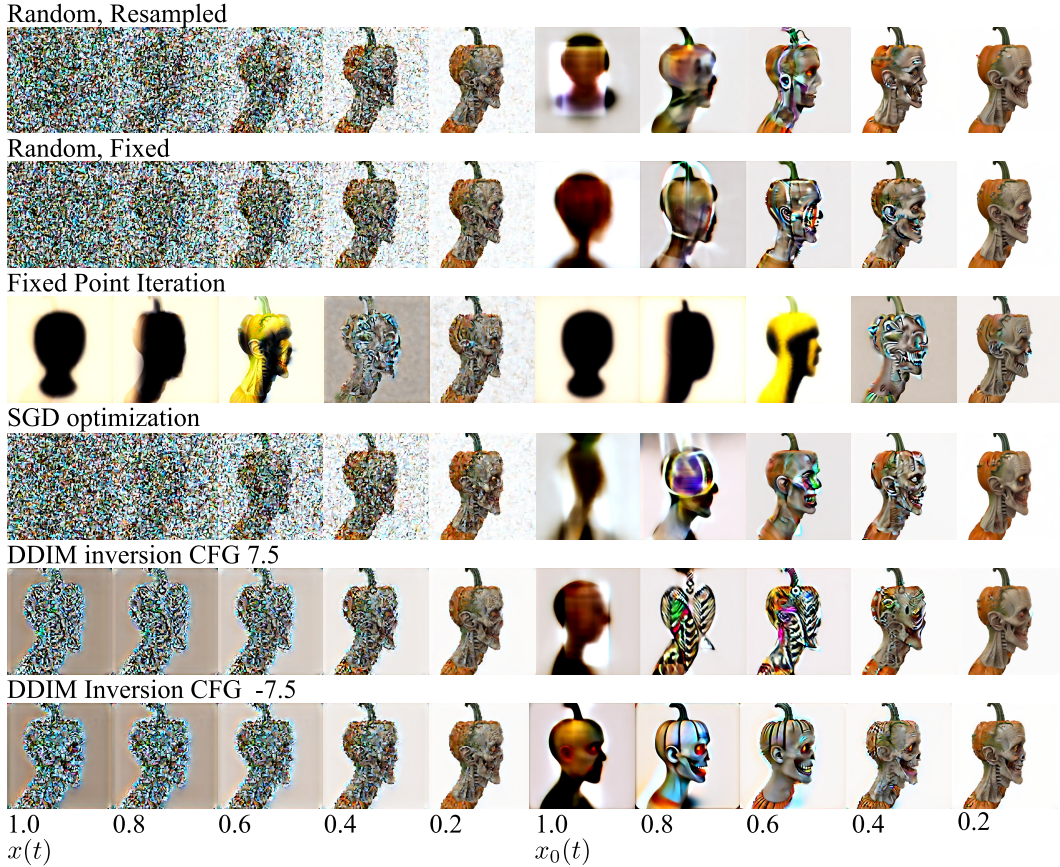 Random, Resampled
Random, Fixed
Fixed Point Iteration
SGD optimization
DDIM inversion CFG 7.5
DDIM Inversion CFG -7.5
1.0 0.8 0.6 0.4 0.2 1.0 0.8 0.6 0.4 0.2
x(t) x₀(t)